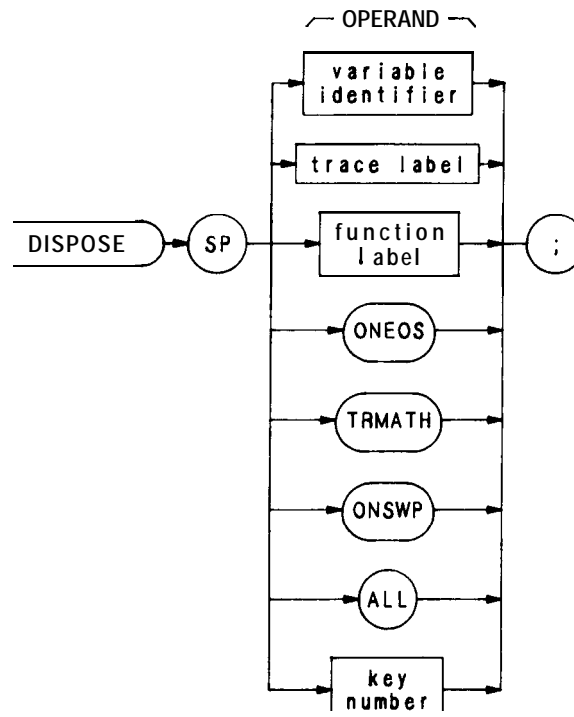 OPERAND
variable
identifier
trace label
DISPOSE
SP
function
label
;
ONEOS
TRMATH
ONSWP
ALL
key
number